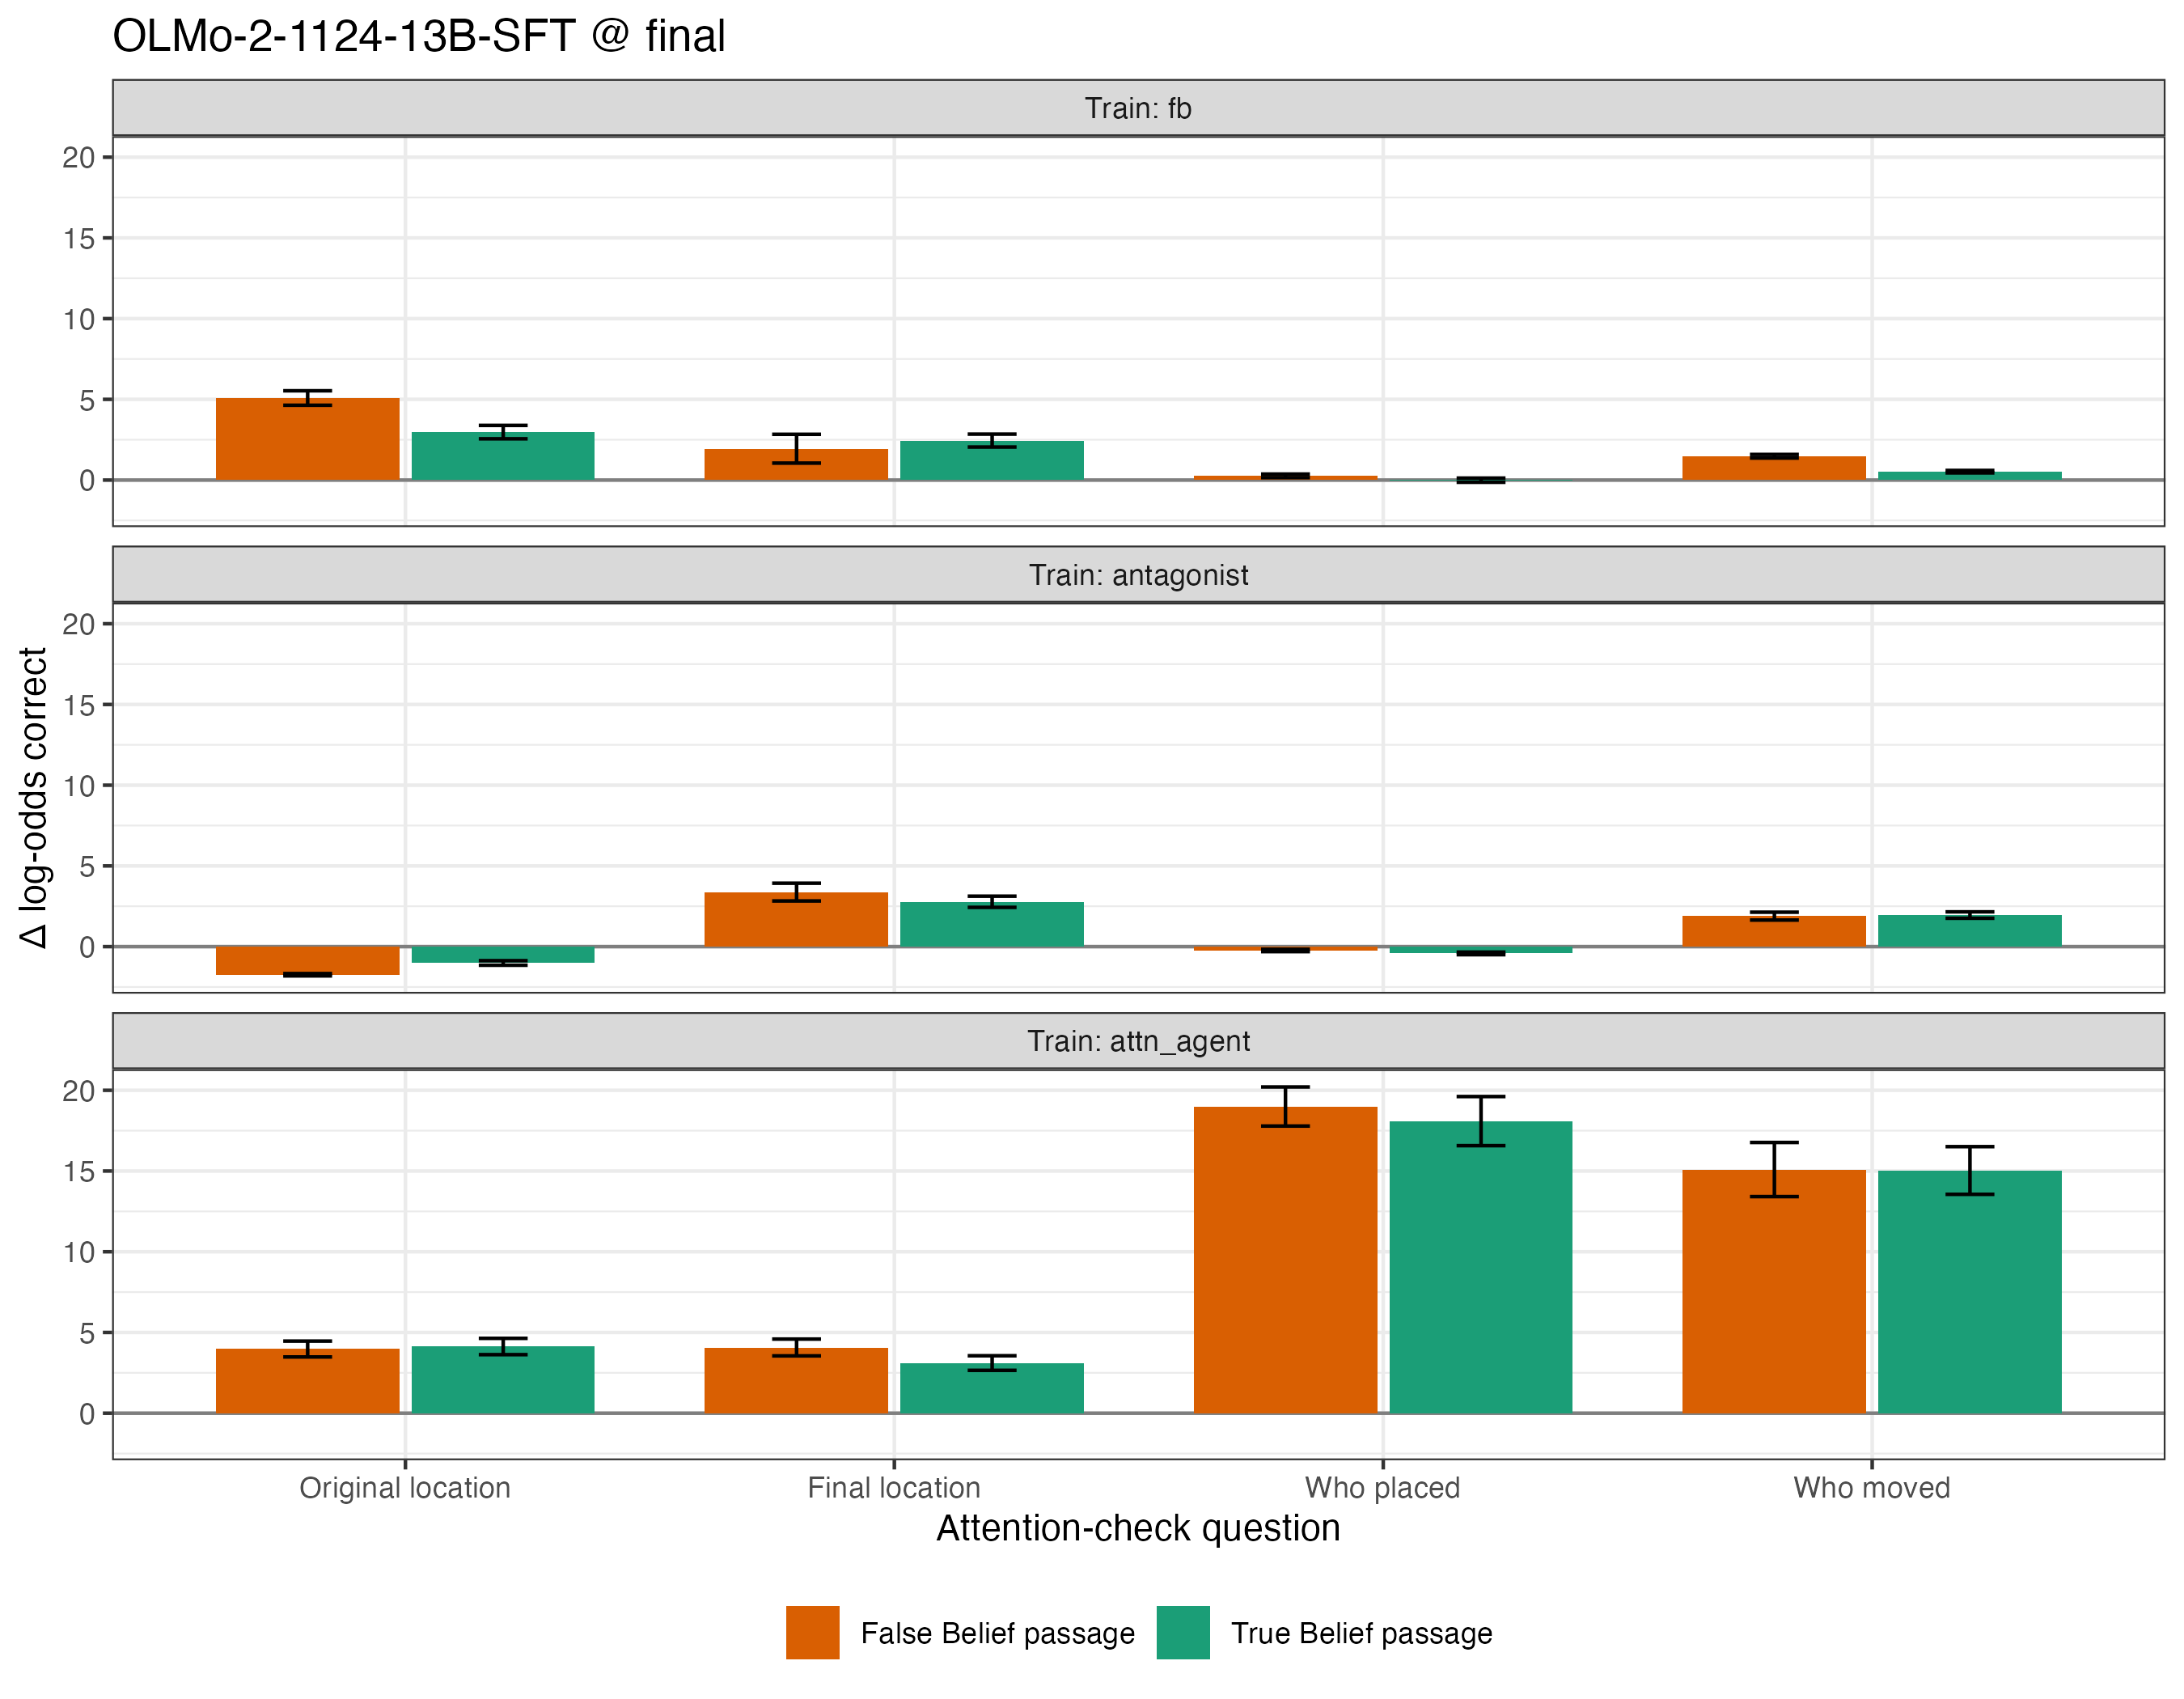 OLMo-2-1124-13B-SFT @ final
Train: fb
20
15
10
5
0
Train: antagonist
20
15
10
5
0
Δ log-odds correct
Train: attn_agent
20
15
10
5
0
Original location
Final location
Who placed
Who moved
Attention-check question
False Belief passage
True Belief passage